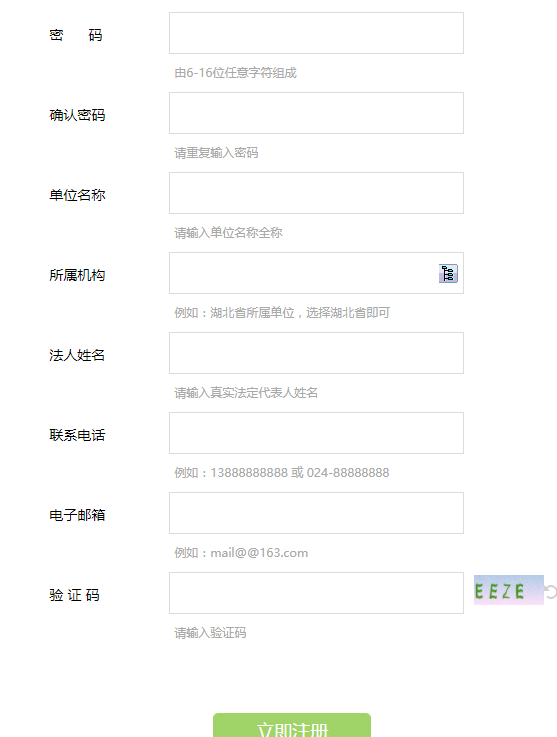 密 码
由6-16位任意字符组成
确认密码
请重复输入密码
单位名称
请输入单位名称全称
所属机构
例如：湖北省所属单位，选择湖北省即可
法人姓名
请输入真实法定代表人姓名
联系电话
例如：13888888888 或 024-88888888
电子邮箱
例如：mail@@163.com
验 证 码 EEZE
请输入验证码
立即注册